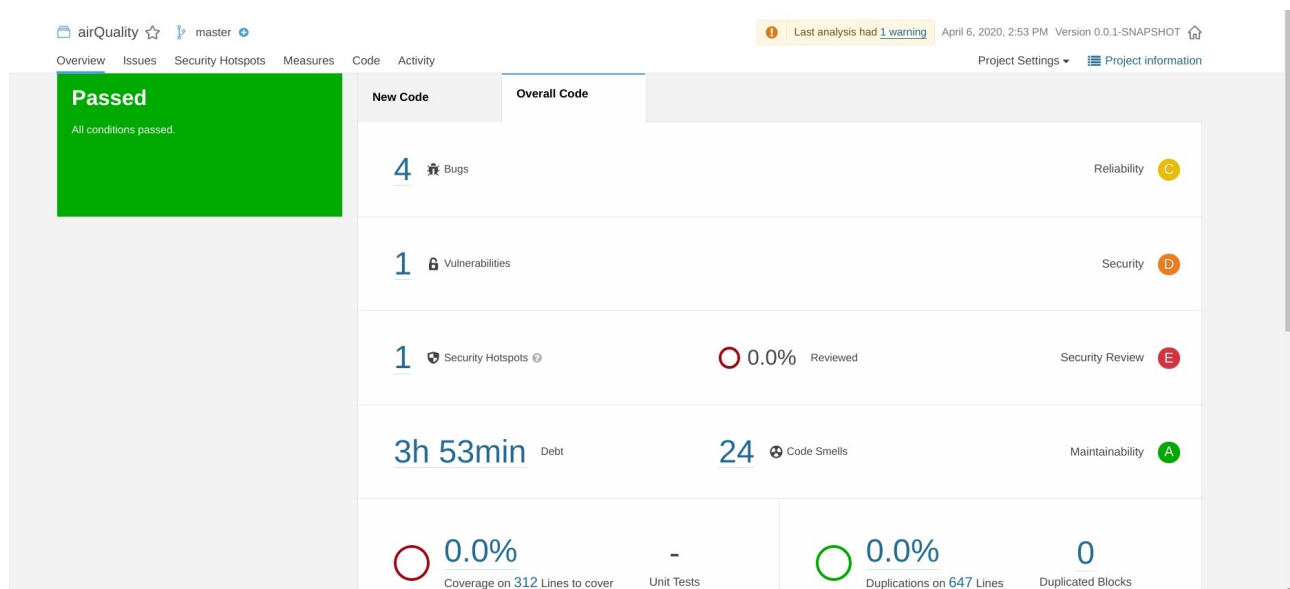 airQuality master Last analysis had 1 warning April 6, 2020, 2:53 PM Version 0.0.1-SNAPSHOT
Overview Issues Security Hotspots Measures Code Activity Project Settings Project information
Passed
All conditions passed.
New Code Overall Code
4 Bugs Reliability C
1 Vulnerabilities Security D
1 Security Hotspots 0.0% Reviewed Security Review E
3h 53min Debt 24 Code Smells Maintainability A
0.0% - 0.0% 0
Coverage on 312 Lines to cover Unit Tests Duplications on 647 Lines Duplicated Blocks